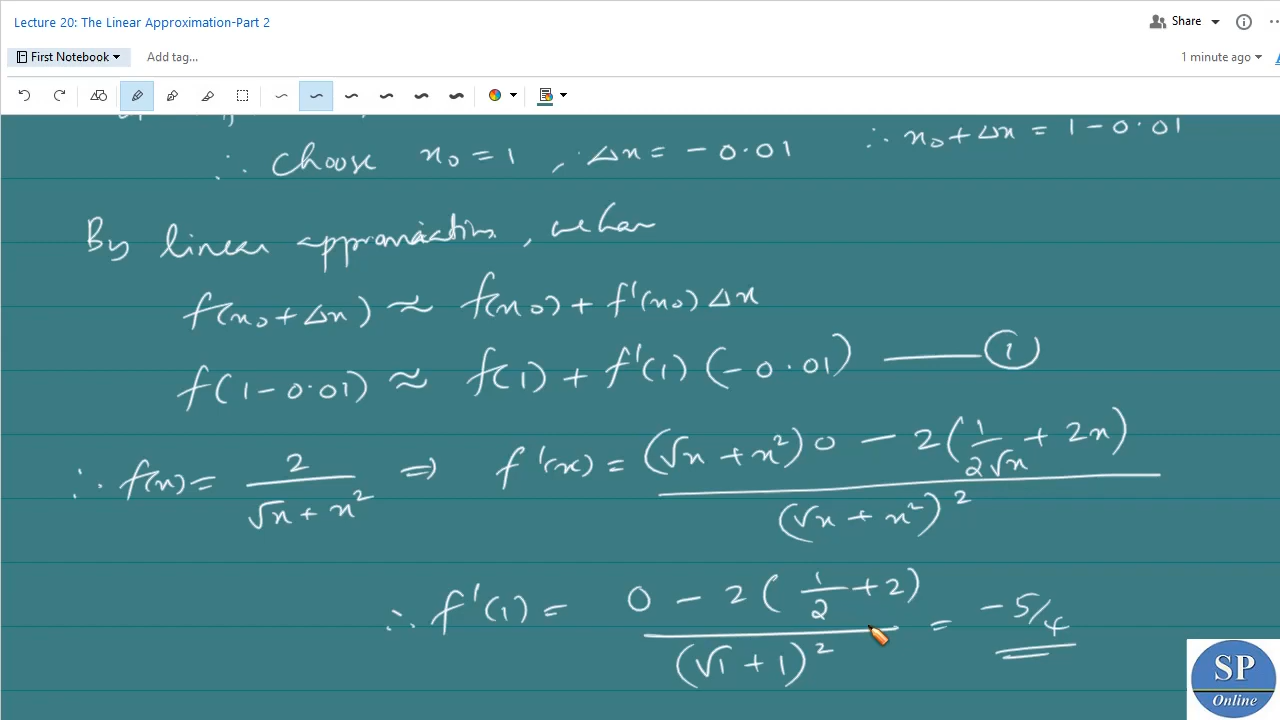 Lecture 20: The Linear Approximation-Part 2
Share
First Notebook Add tag...
1 minute ago
∴ x₀ + Δx = 1 - 0.01
∴ Choose x₀ = 1 , Δx = - 0.01
By linear approximation, we have
f(x₀ + Δx) ≈ f(x₀) + f'(x₀) Δx
f(1 - 0.01) ≈ f(1) + f'(1) (- 0.01) —— ①
∴ f(x) = 2 / (√x + x²) ⇒ f'(x) = ((√x + x²) 0 - 2 (1/(2√x) + 2x)) / (√x + x²)²
∴ f'(1) = (0 - 2 (1/2 + 2)) / (√1 + 1)² = - 5/4
SP
Online